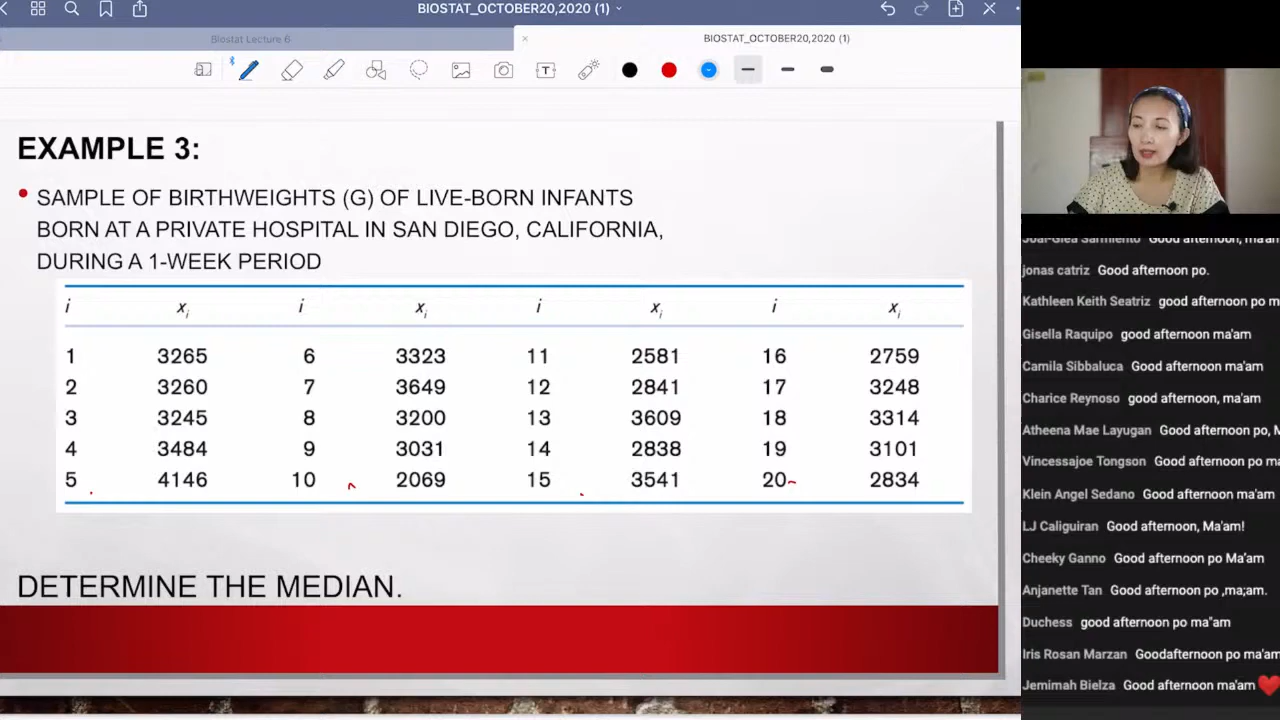 BIOSTAT_OCTOBER20,2020 (1)
Biostat Lecture 6
BIOSTAT_OCTOBER20,2020 (1)
EXAMPLE 3:
SAMPLE OF BIRTHWEIGHTS (G) OF LIVE-BORN INFANTS
BORN AT A PRIVATE HOSPITAL IN SAN DIEGO, CALIFORNIA,
DURING A 1-WEEK PERIOD
i xi i xi i xi i xi
1 3265 6 3323 11 2581 16 2759
2 3260 7 3649 12 2841 17 3248
3 3245 8 3200 13 3609 18 3314
4 3484 9 3031 14 2838 19 3101
5 4146 10 2069 15 3541 20 2834
DETERMINE THE MEDIAN.
Good afternoon, ma'am
jonas catriz Good afternoon po.
Kathleen Keith Seatriz good afternoon po m
Gisella Raquipo good afternoon ma'am
Camila Sibbaluca Good afternoon ma'am
Charice Reynoso good afternoon, ma'am
Atheena Mae Layugan Good afternoon po, M
Vincessajoe Tongson Good afternoon po ma
Klein Angel Sedano Good afternoon ma'am
LJ Caliguiran Good afternoon, Ma'am!
Cheeky Ganno Good afternoon po Ma'am
Anjanette Tan Good afternoon po ,ma;am.
Duchess good afternoon po ma"am
Iris Rosan Marzan Goodafternoon po ma'am
Jemimah Bielza Good afternoon ma'am